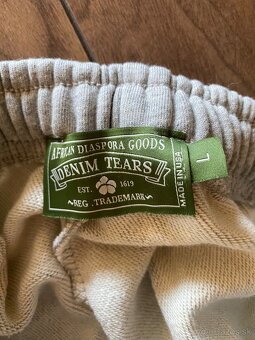 AFRICAN DIASPORA GOODS
DENIM TEARS
EST. 1619
~REG. TRADEMARK~
MADE IN USA
L